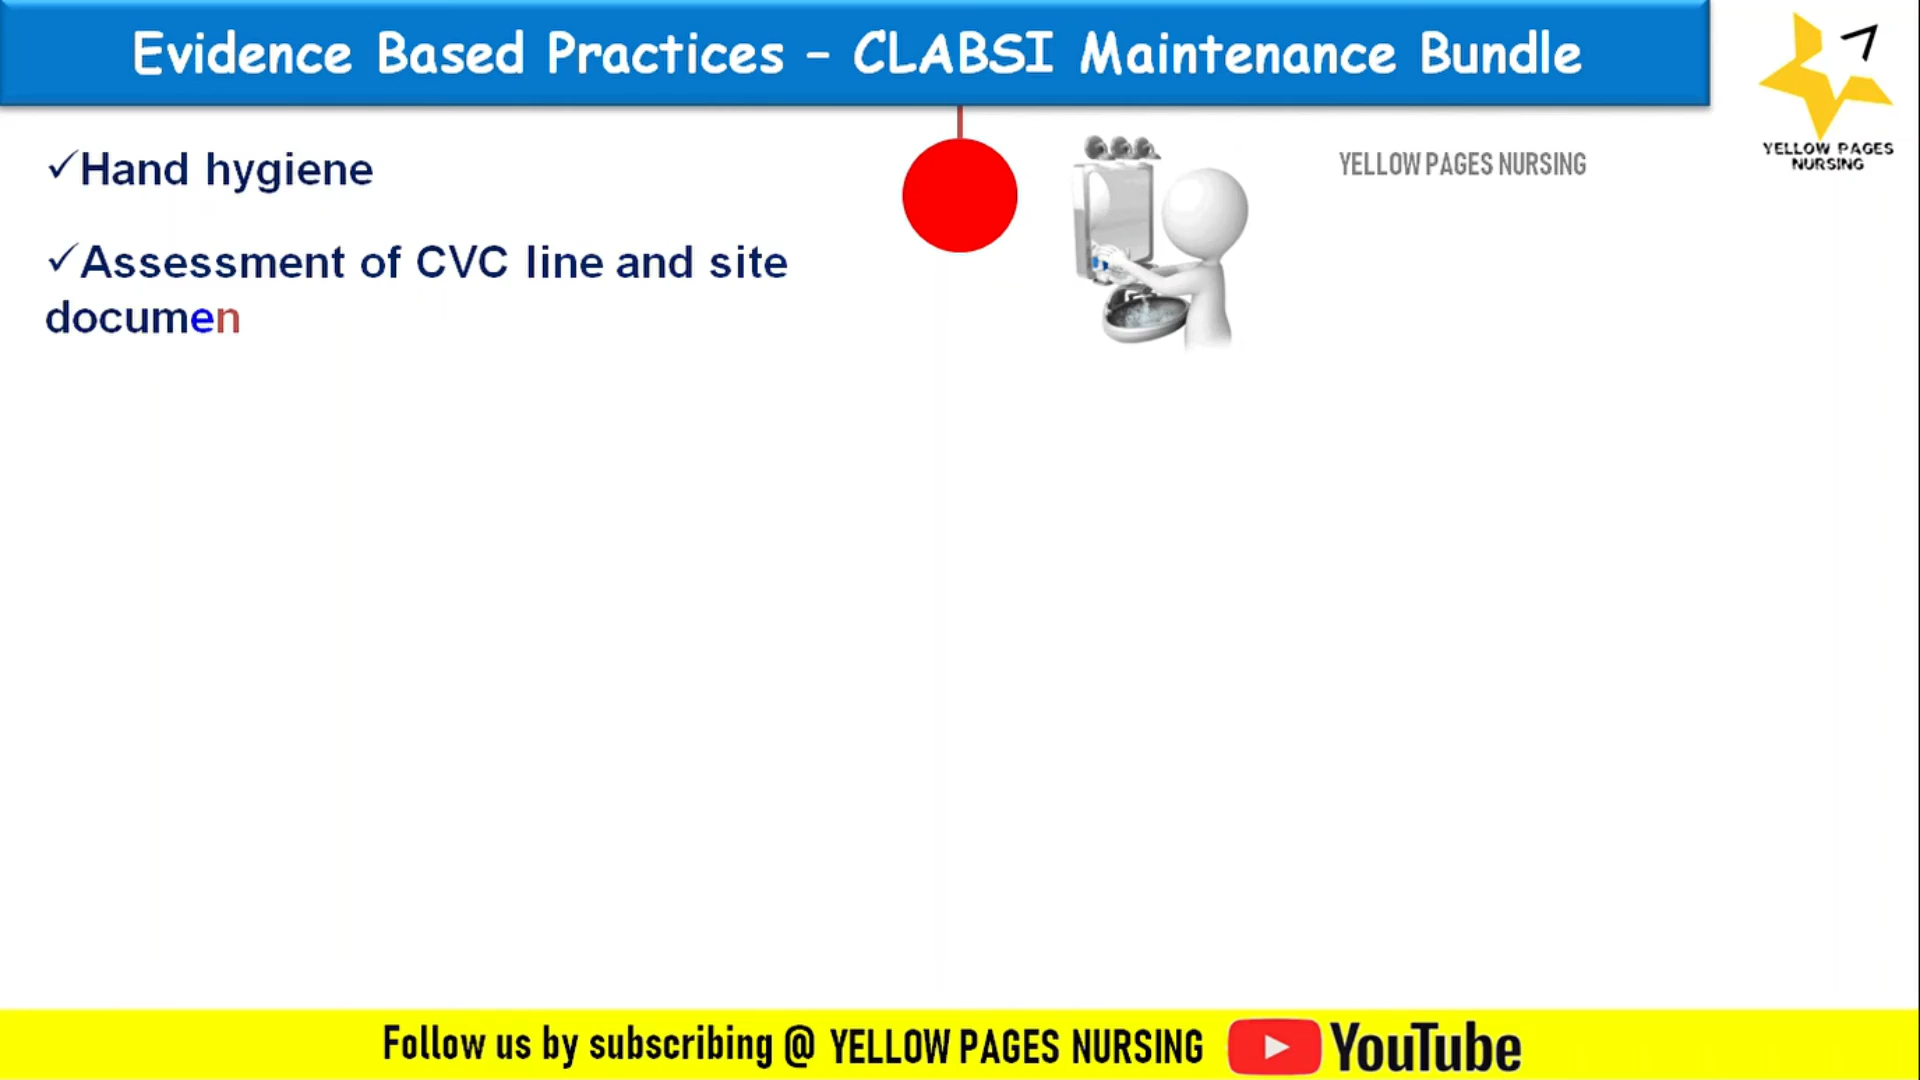 Evidence Based Practices – CLABSI Maintenance Bundle
YELLOW PAGES
NURSING
✓Hand hygiene
YELLOW PAGES NURSING
✓Assessment of CVC line and site
documen
Follow us by subscribing @ YELLOW PAGES NURSING YouTube